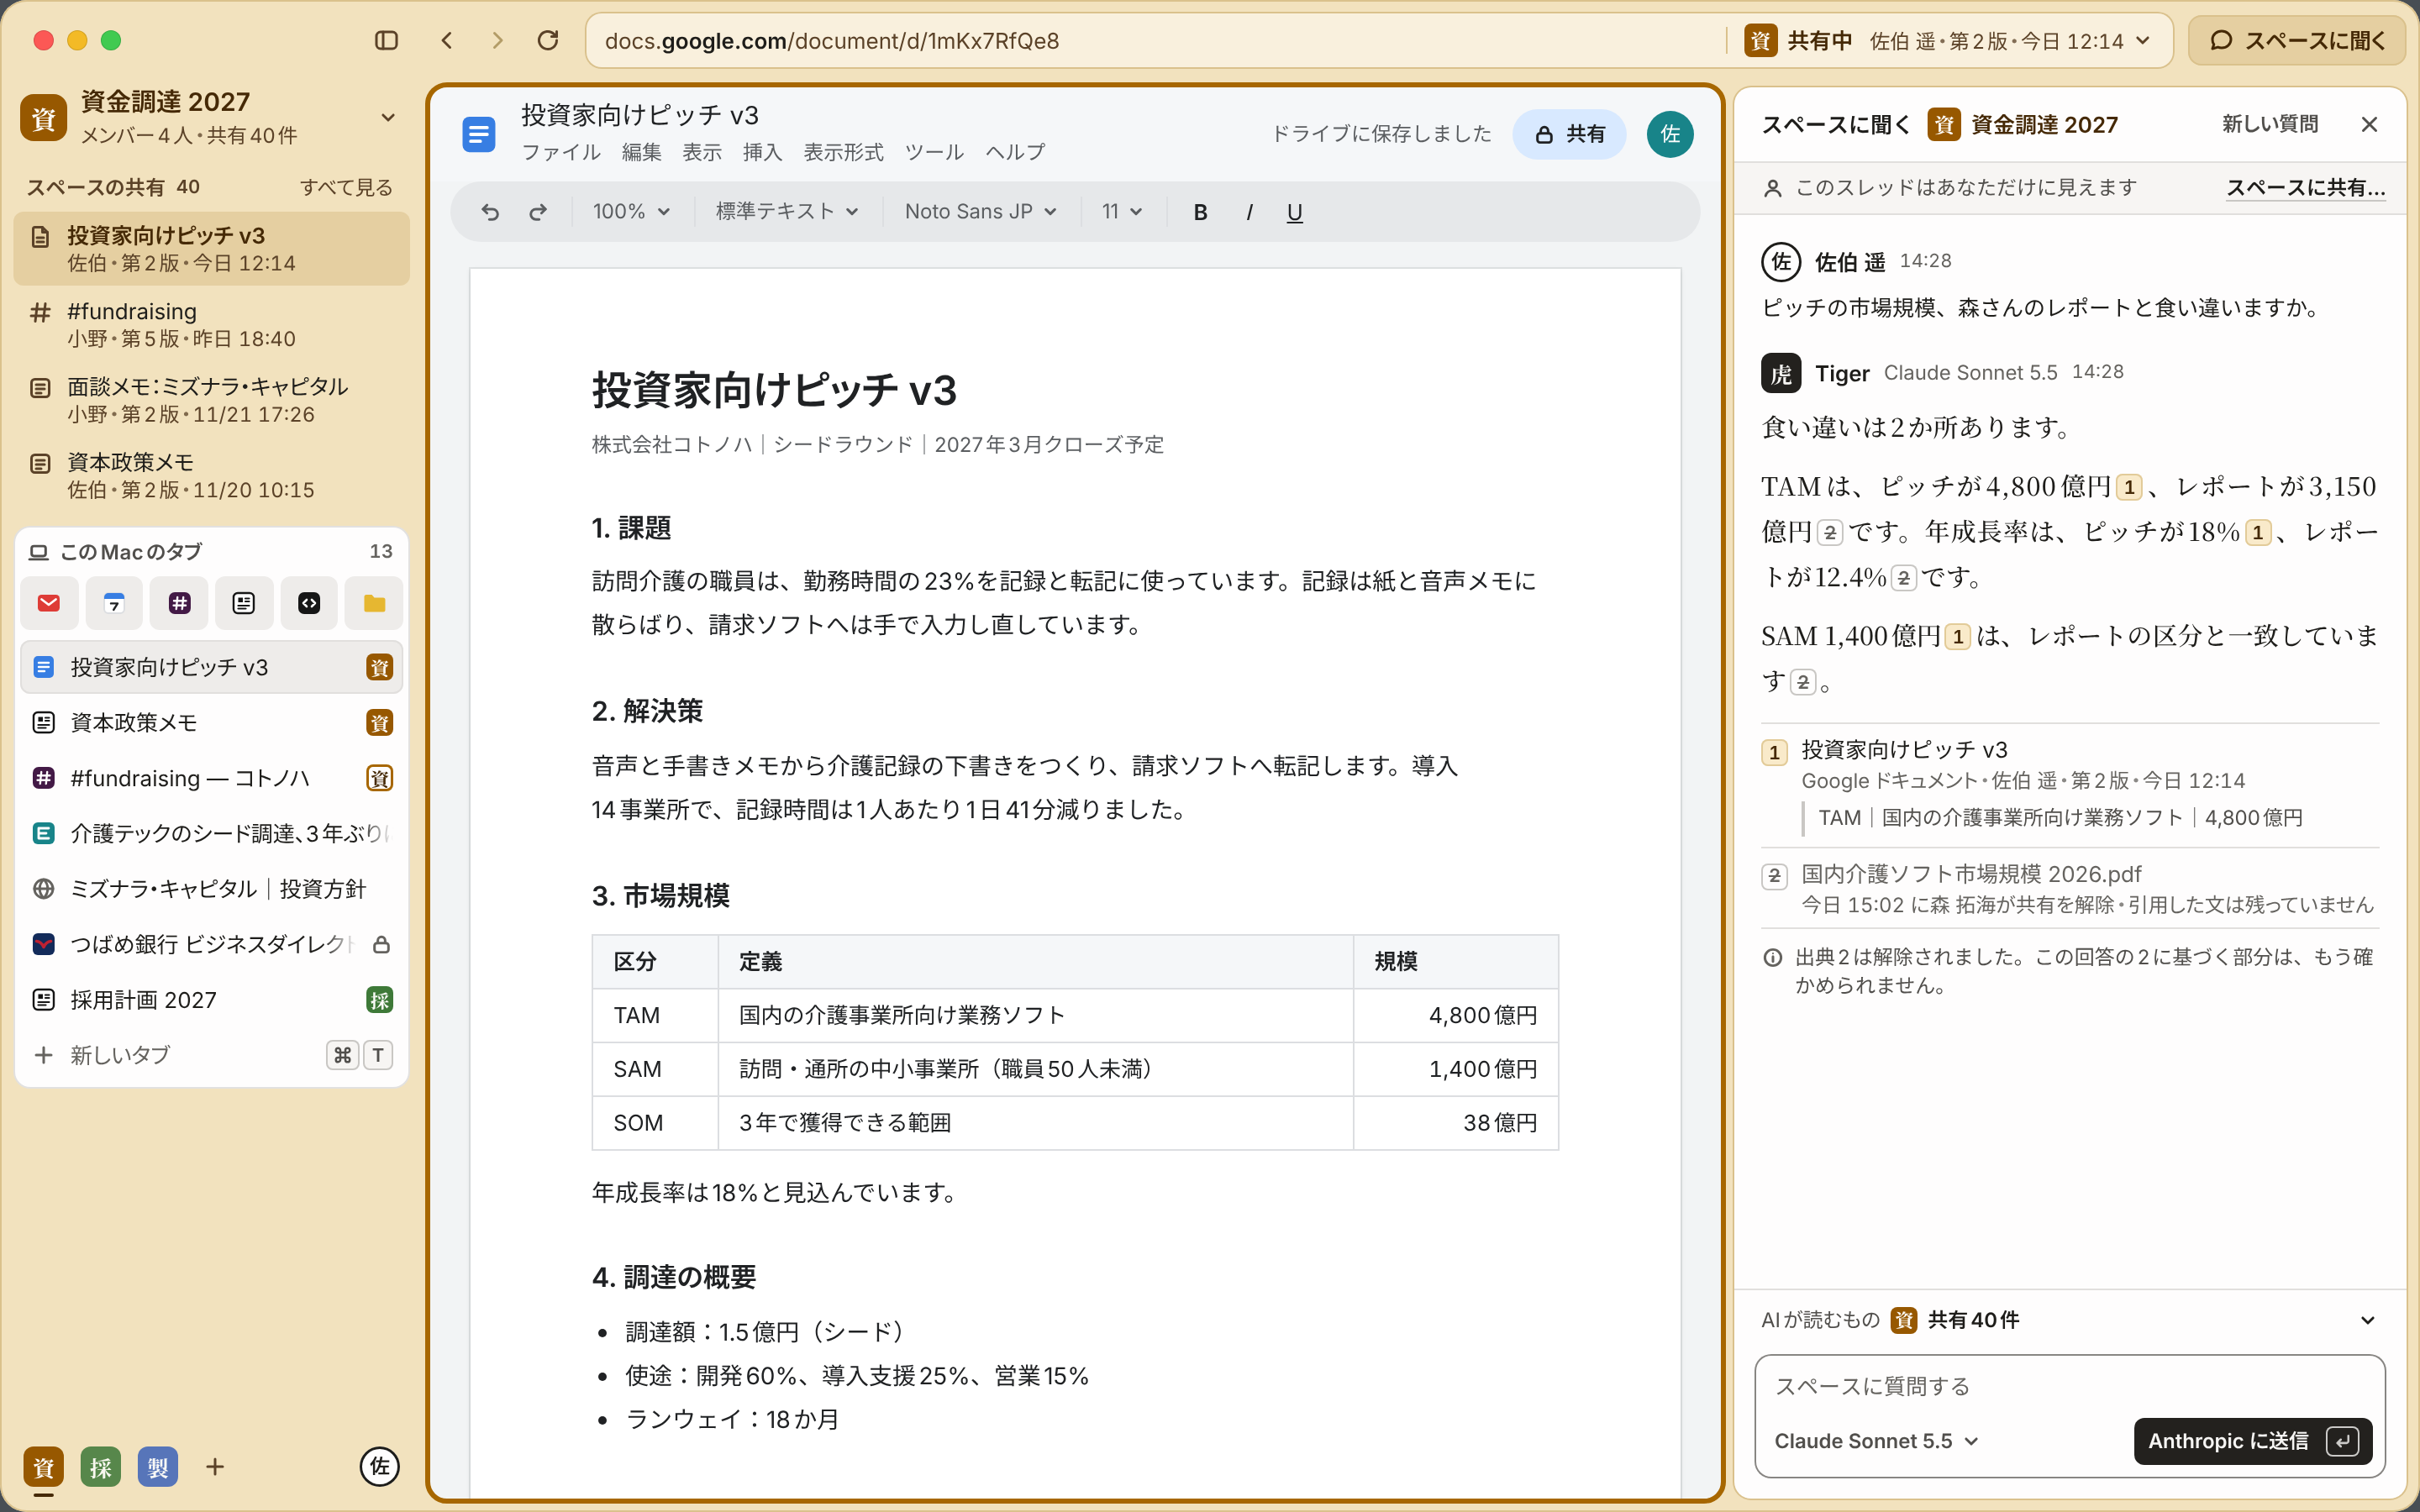 docs.google.com/document/d/1mKx7RfQe8
資 共有中 佐伯 遥・第2版・今日 12:14
スペースに聞く
資 資金調達 2027
メンバー4人・共有40件
スペースの共有 40 すべて見る
投資家向けピッチ v3
佐伯・第2版・今日 12:14
#fundraising
小野・第5版・昨日 18:40
面談メモ：ミズナラ・キャピタル
小野・第2版・11/21 17:26
資本政策メモ
佐伯・第2版・11/20 10:15
このMacのタブ 13
7
投資家向けピッチ v3 資
資本政策メモ 資
#fundraising — コトノハ 資
介護テックのシード調達、3年ぶり
ミズナラ・キャピタル｜投資方針
つばめ銀行 ビジネスダイレク
採用計画 2027 採
新しいタブ ⌘ T
資 採 製 + 佐
投資家向けピッチ v3
ファイル 編集 表示 挿入 表示形式 ツール ヘルプ
ドライブに保存しました 共有 佐
100% 標準テキスト Noto Sans JP 11 B I U
投資家向けピッチ v3
株式会社コトノハ｜シードラウンド｜2027年3月クローズ予定
1. 課題
訪問介護の職員は、勤務時間の23%を記録と転記に使っています。記録は紙と音声メモに
散らばり、請求ソフトへは手で入力し直しています。
2. 解決策
音声と手書きメモから介護記録の下書きをつくり、請求ソフトへ転記します。導入
14事業所で、記録時間は1人あたり1日41分減りました。
3. 市場規模
区分 定義 規模
TAM 国内の介護事業所向け業務ソフト 4,800億円
SAM 訪問・通所の中小事業所（職員50人未満） 1,400億円
SOM 3年で獲得できる範囲 38億円
年成長率は18%と見込んでいます。
4. 調達の概要
• 調達額：1.5億円（シード）
• 使途：開発60%、導入支援25%、営業15%
• ランウェイ：18か月
スペースに聞く 資 資金調達 2027 新しい質問
このスレッドはあなただけに見えます スペースに共有…
佐 佐伯 遥 14:28
ピッチの市場規模、森さんのレポートと食い違いますか。
虎 Tiger Claude Sonnet 5.5 14:28
食い違いは2か所あります。
TAMは、ピッチが4,800億円 1 、レポートが3,150
億円 2 です。年成長率は、ピッチが18% 1 、レポー
トが12.4% 2 です。
SAM 1,400億円 1 は、レポートの区分と一致していま
す 2 。
1 投資家向けピッチ v3
Google ドキュメント・佐伯 遥・第2版・今日 12:14
TAM｜国内の介護事業所向け業務ソフト｜4,800億円
2 国内介護ソフト市場規模 2026.pdf
今日 15:02 に森 拓海が共有を解除・引用した文は残っていません
出典2は解除されました。この回答の2に基づく部分は、もう確
かめられません。
AIが読むもの 資 共有40件
スペースに質問する
Claude Sonnet 5.5 Anthropic に送信